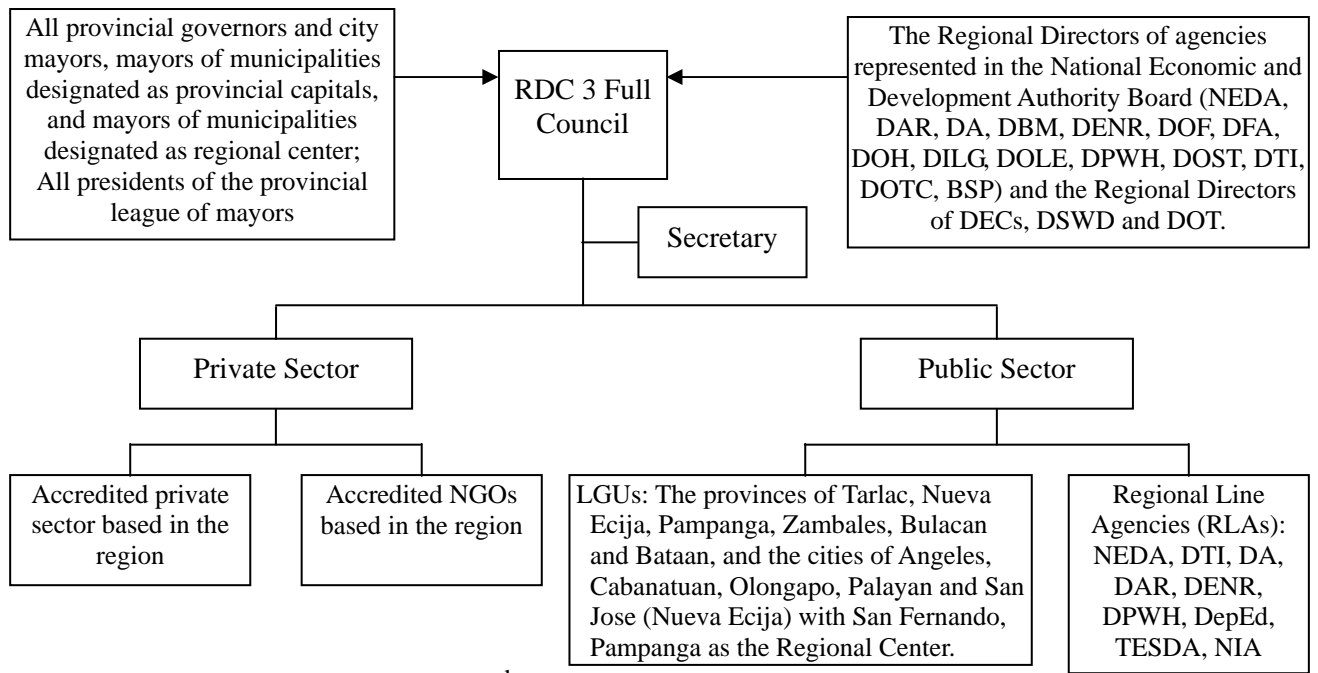 All provincial governors and city
mayors, mayors of municipalities
designated as provincial capitals,
and mayors of municipalities
designated as regional center;
All presidents of the provincial
league of mayors
RDC 3 Full
Council
The Regional Directors of agencies
represented in the National Economic and
Development Authority Board (NEDA,
DAR, DA, DBM, DENR, DOF, DFA,
DOH, DILG, DOLE, DPWH, DOST, DTI,
DOTC, BSP) and the Regional Directors
of DECs, DSWD and DOT.
Secretary
Private Sector
Public Sector
Accredited private
sector based in the
region
Accredited NGOs
based in the region
LGUs: The provinces of Tarlac, Nueva
Ecija, Pampanga, Zambales, Bulacan
and Bataan, and the cities of Angeles,
Cabanatuan, Olongapo, Palayan and San
Jose (Nueva Ecija) with San Fernando,
Pampanga as the Regional Center.
Regional Line
Agencies (RLAs):
NEDA, DTI, DA,
DAR, DENR,
DPWH, DepEd,
TESDA, NIA